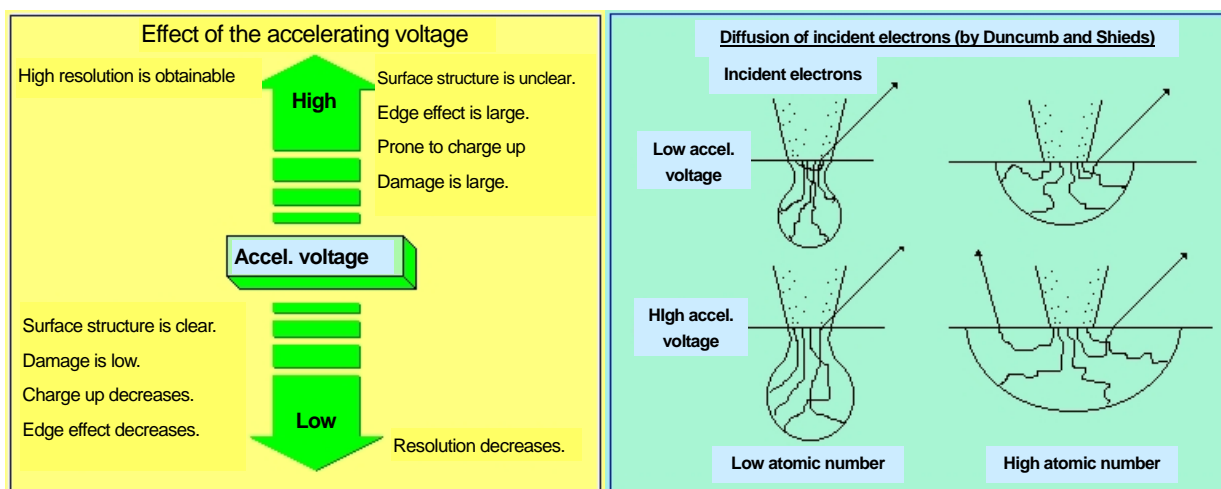 Effect of the accelerating voltage
High resolution is obtainable
High
Surface structure is unclear.
Edge effect is large.
Prone to charge up
Damage is large.
Accel. voltage
Surface structure is clear.
Damage is low.
Charge up decreases.
Edge effect decreases.
Low
Resolution decreases.
Diffusion of incident electrons (by Duncumb and Shieds)
Incident electrons
Low accel.
voltage
HIgh accel.
voltage
Low atomic number
High atomic number